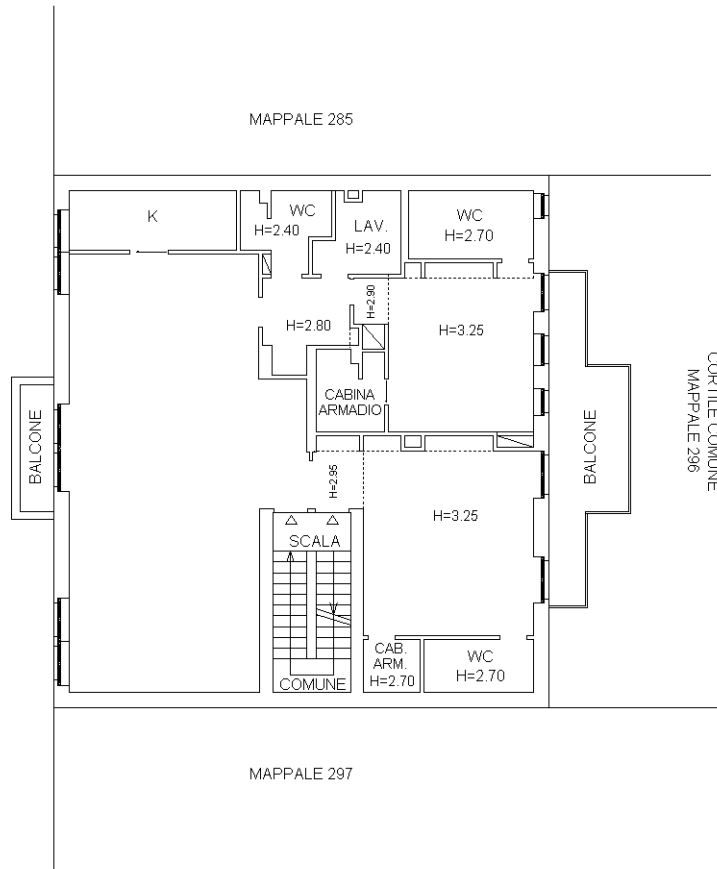 MAPPALE 285
K
WC
H=2.40
LAV.
H=2.40
WC
H=2.70
H=2.90
H=2.80
H=3.25
CABINA
ARMADIO
BALCONE
BALCONE
CORTILE COMUNE
MAPPALE 296
H=2.95
H=3.25
SCALA
COMUNE
CAB.
ARM.
H=2.70
WC
H=2.70
MAPPALE 297